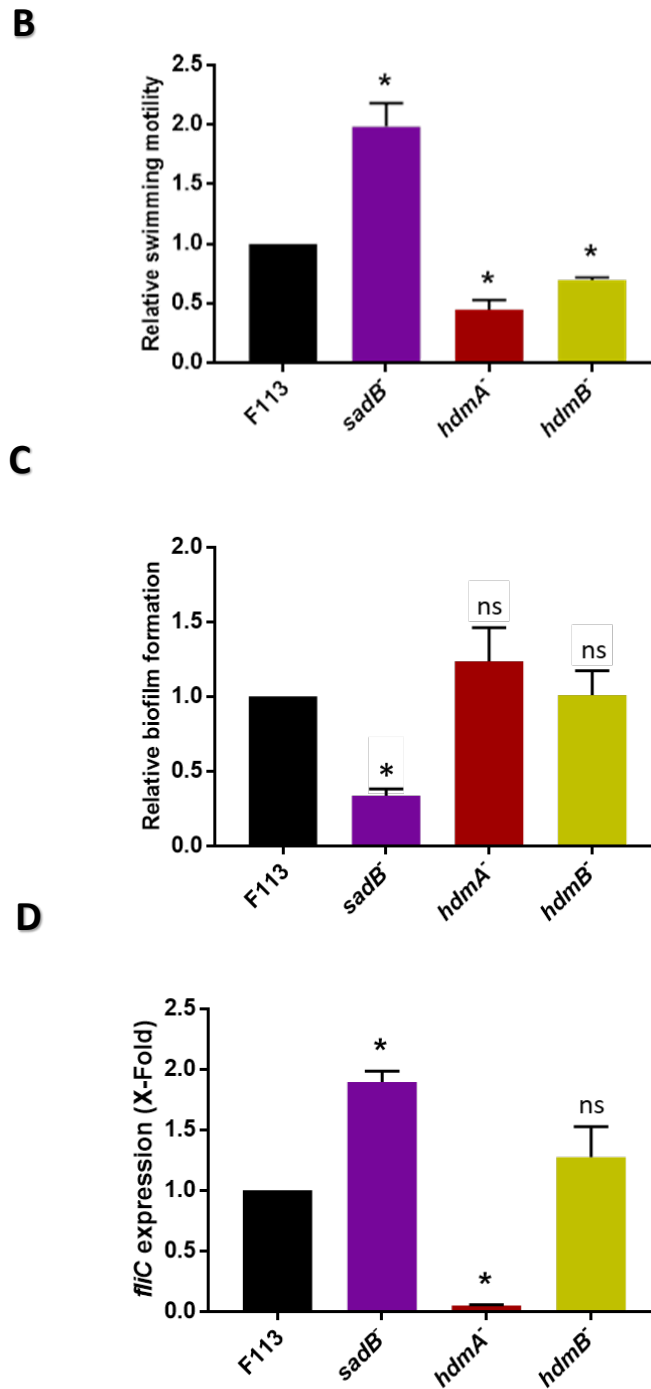 B
Relative swimming motility
2.5
2.0
1.5
1.0
0.5
0.0
*
*
*
F113
sadB-
hdmA-
hdmB-
C
Relative biofilm formation
2.0
1.5
1.0
0.5
0.0
*
ns
ns
F113
sadB-
hdmA-
hdmB-
D
fliC expression (X-Fold)
2.5
2.0
1.5
1.0
0.5
0.0
*
*
ns
F113
sadB-
hdmA-
hdmB-